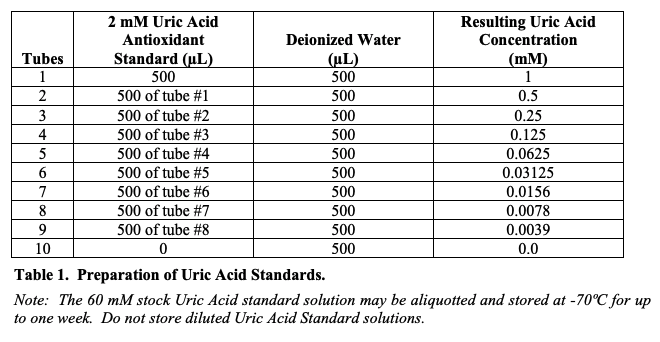 Tubes 2 mM Uric Acid Antioxidant Standard (µL) Deionized Water (µL) Resulting Uric Acid Concentration (mM)
1 500 500 1
2 500 of tube #1 500 0.5
3 500 of tube #2 500 0.25
4 500 of tube #3 500 0.125
5 500 of tube #4 500 0.0625
6 500 of tube #5 500 0.03125
7 500 of tube #6 500 0.0156
8 500 of tube #7 500 0.0078
9 500 of tube #8 500 0.0039
10 0 500 0.0
Table 1. Preparation of Uric Acid Standards.
Note: The 60 mM stock Uric Acid standard solution may be aliquotted and stored at -70ºC for up
to one week. Do not store diluted Uric Acid Standard solutions.